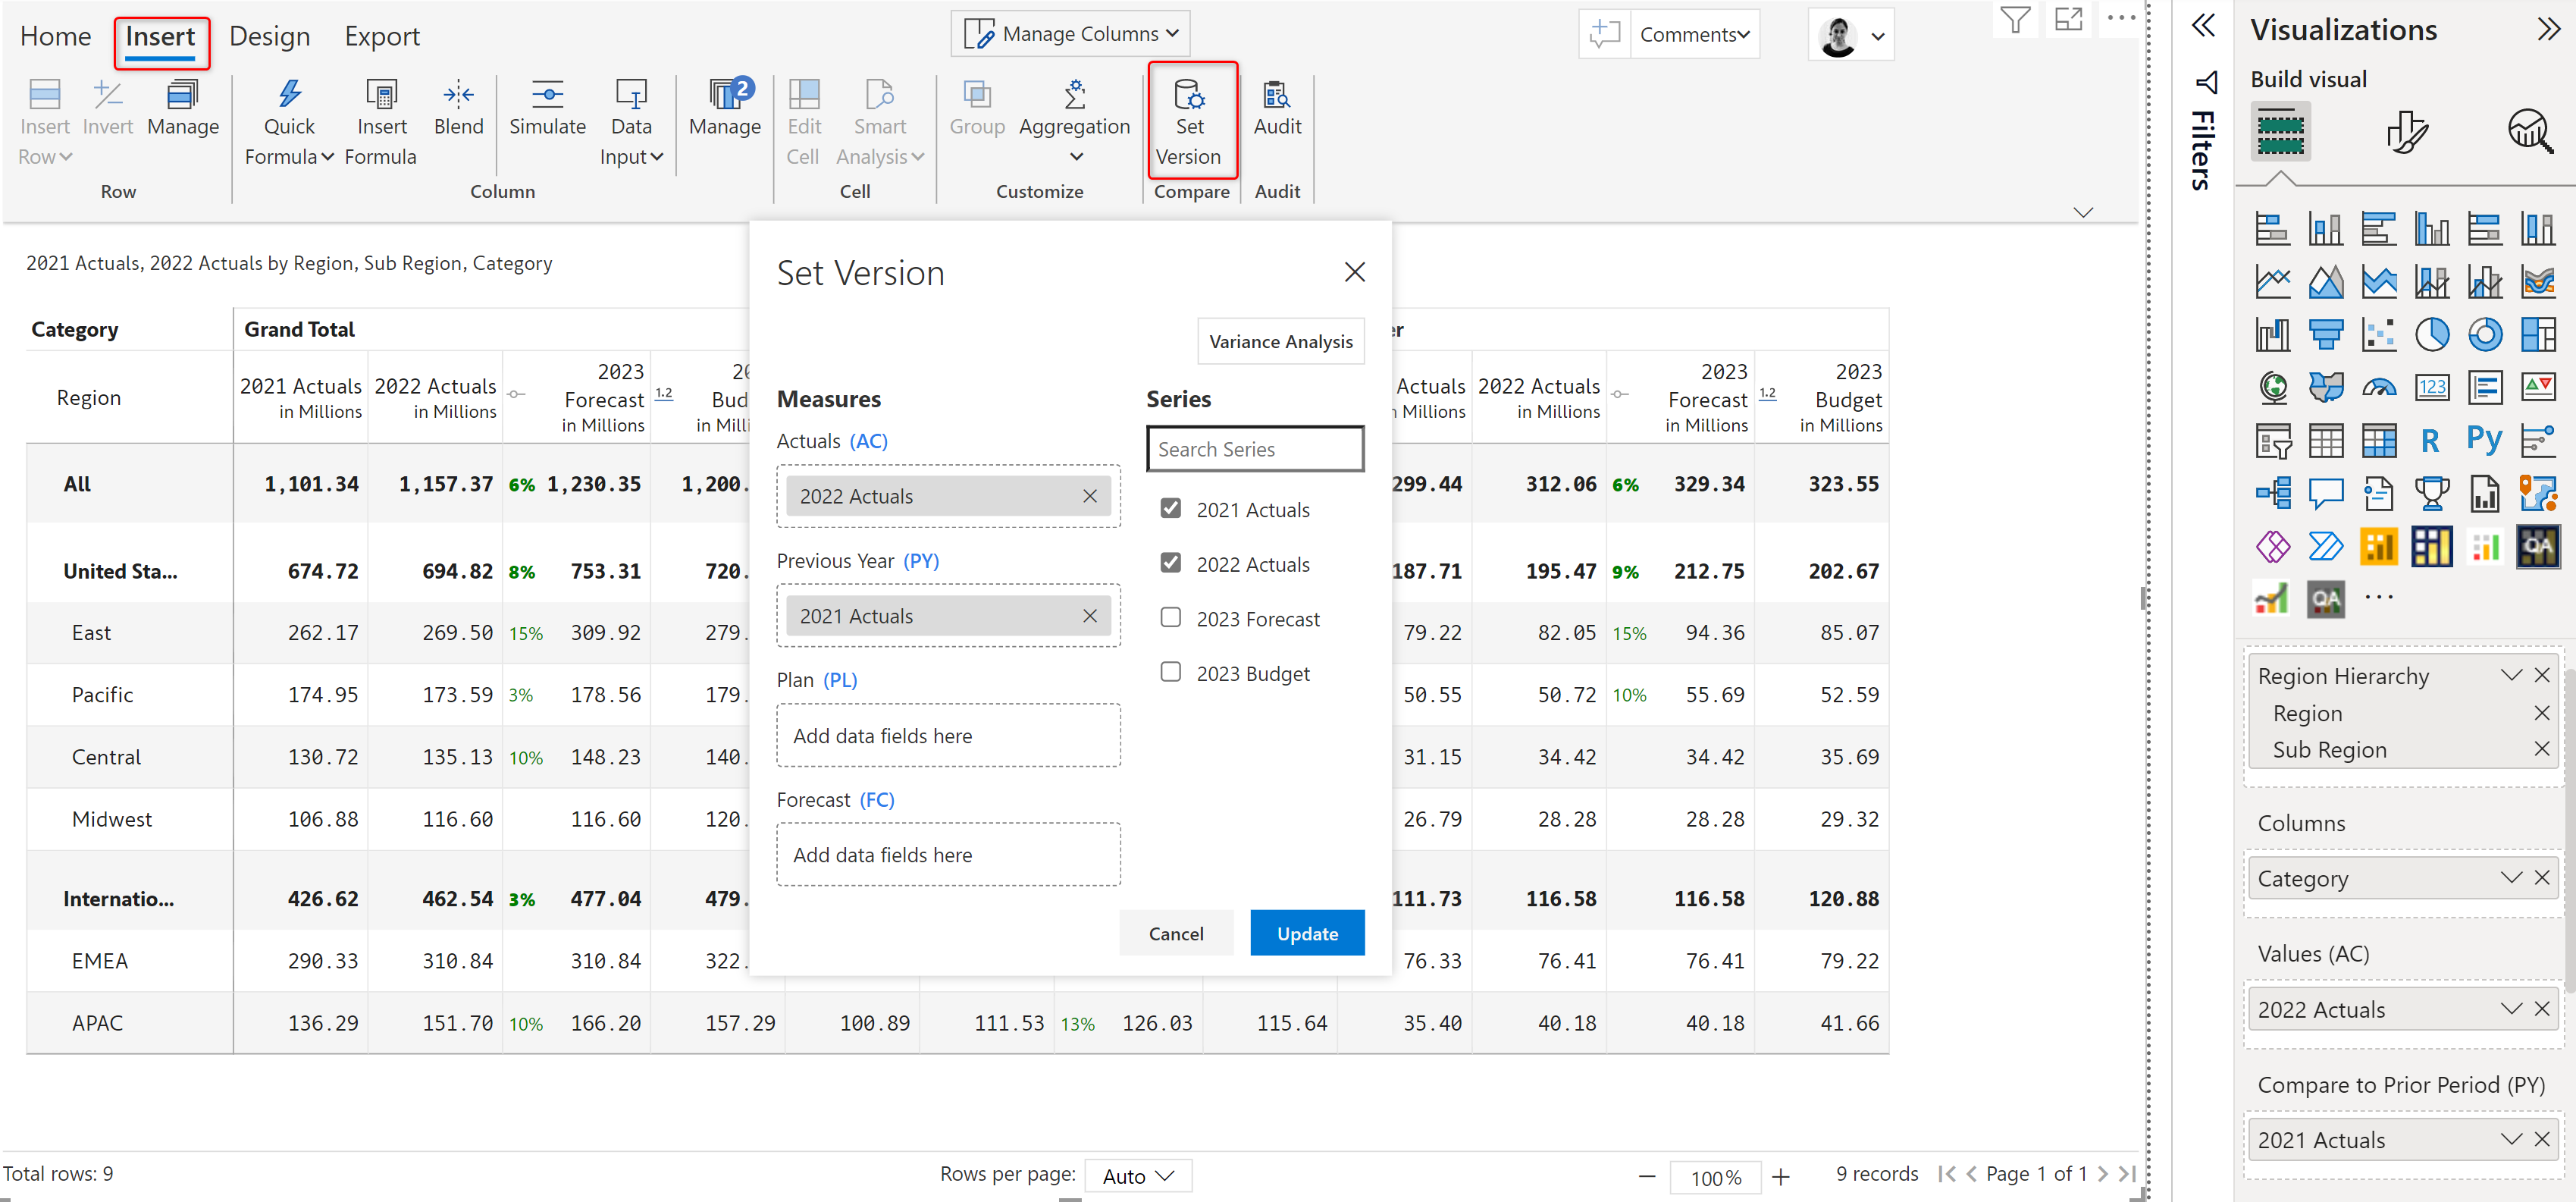 Home Insert Design Export
Manage Columns
Comments
Insert Row
Invert
Manage
Row
Quick Formula
Insert Formula
Blend
Simulate
Data Input
Manage 2
Column
Edit Cell
Smart Analysis
Cell
Group
Aggregation
Customize
Set Version
Compare
Audit
Audit
2021 Actuals, 2022 Actuals by Region, Sub Region, Category
Category Grand Total er
Region
2021 Actuals in Millions
2022 Actuals in Millions
2023 Forecast in Millions
1.2
Actuals
2022 Actuals in Millions
2023 Forecast in Millions
1.2
2023 Budget in Millions
All 1,101.34 1,157.37 6% 1,230.35 1,200. 299.44 312.06 6% 329.34 323.55
United Sta... 674.72 694.82 8% 753.31 720. 187.71 195.47 9% 212.75 202.67
East 262.17 269.50 15% 309.92 279. 79.22 82.05 15% 94.36 85.07
Pacific 174.95 173.59 3% 178.56 179. 50.55 50.72 10% 55.69 52.59
Central 130.72 135.13 10% 148.23 140. 31.15 34.42 34.42 35.69
Midwest 106.88 116.60 116.60 120. 26.79 28.28 28.28 29.32
Internatio... 426.62 462.54 3% 477.04 479. 111.73 116.58 116.58 120.88
EMEA 290.33 310.84 310.84 322. 76.33 76.41 76.41 79.22
APAC 136.29 151.70 10% 166.20 157.29 100.89 111.53 13% 126.03 115.64 35.40 40.18 40.18 41.66
Set Version
Variance Analysis
Measures
Actuals (AC)
2022 Actuals
Previous Year (PY)
2021 Actuals
Plan (PL)
Add data fields here
Forecast (FC)
Add data fields here
Series
Search Series
2021 Actuals
2022 Actuals
2023 Forecast
2023 Budget
Cancel Update
Total rows: 9
Rows per page: Auto
100%
9 records
Page 1 of 1
Filters
Visualizations
Build visual
123
R
Py
QA
QA
...
Region Hierarchy
Region
Sub Region
Columns
Category
Values (AC)
2022 Actuals
Compare to Prior Period (PY)
2021 Actuals